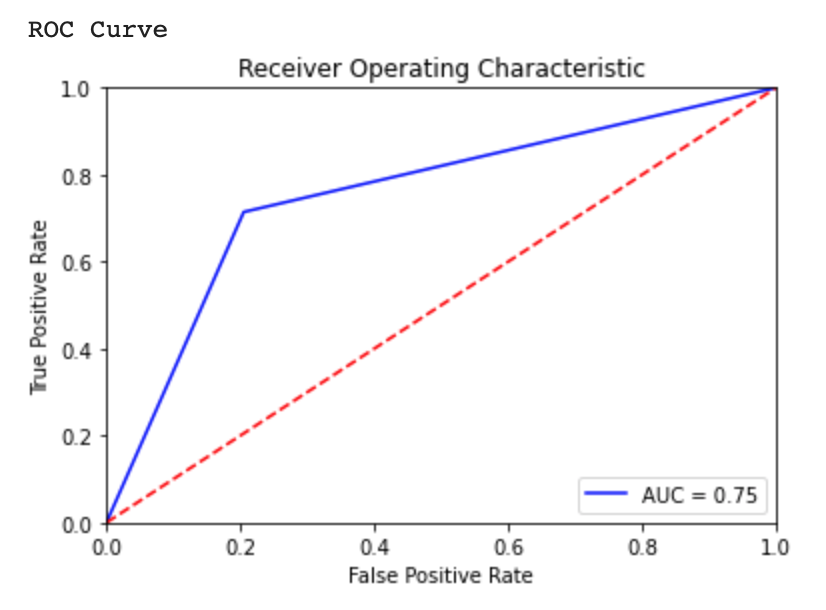 ROC Curve
Receiver Operating Characteristic
1.0
0.8
0.6
0.4
0.2
0.0
True Positive Rate
AUC = 0.75
0.0 0.2 0.4 0.6 0.8 1.0
False Positive Rate